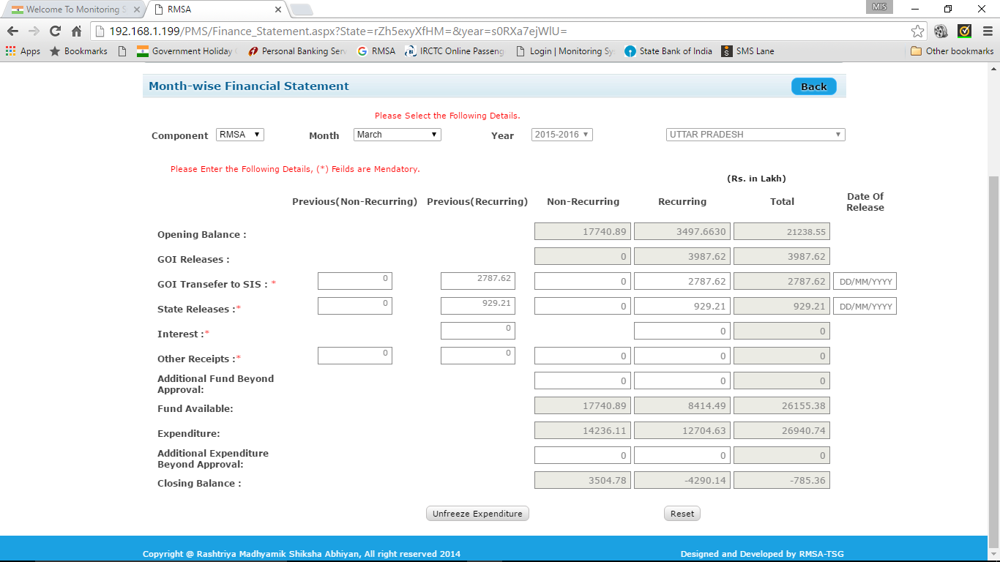 Welcome To Monitoring S
RMSA
MIS
192.168.1.199/PMS/Finance_Statement.aspx?State=rZh5exyXfHM=&year=s0RXa7ejWlU=
Apps Bookmarks Government Holiday Personal Banking Serv RMSA IRCTC Online Passeng Login | Monitoring Sy State Bank of India SMS Lane Other bookmarks
Month-wise Financial Statement Back
Please Select the Following Details.
Component RMSA Month March Year 2015-2016 UTTAR PRADESH
Please Enter the Following Details, (*) Feilds are Mendatory.
(Rs. in Lakh)
Previous(Non-Recurring) Previous(Recurring) Non-Recurring Recurring Total Date Of Release
Opening Balance : 17740.89 3497.6630 21238.55
GOI Releases : 0 3987.62 3987.62
GOI Transefer to SIS : * 0 2787.62 0 2787.62 2787.62 DD/MM/YYYY
State Releases :* 0 929.21 0 929.21 929.21 DD/MM/YYYY
Interest :* 0 0 0
Other Receipts :* 0 0 0 0 0
Additional Fund Beyond
Approval: 0 0 0
Fund Available: 17740.89 8414.49 26155.38
Expenditure: 14236.11 12704.63 26940.74
Additional Expenditure
Beyond Approval: 0 0 0
Closing Balance : 3504.78 -4290.14 -785.36
Unfreeze Expenditure Reset
Copyright @ Rashtriya Madhyamik Shiksha Abhiyan, All right reserved 2014 Designed and Developed by RMSA-TSG